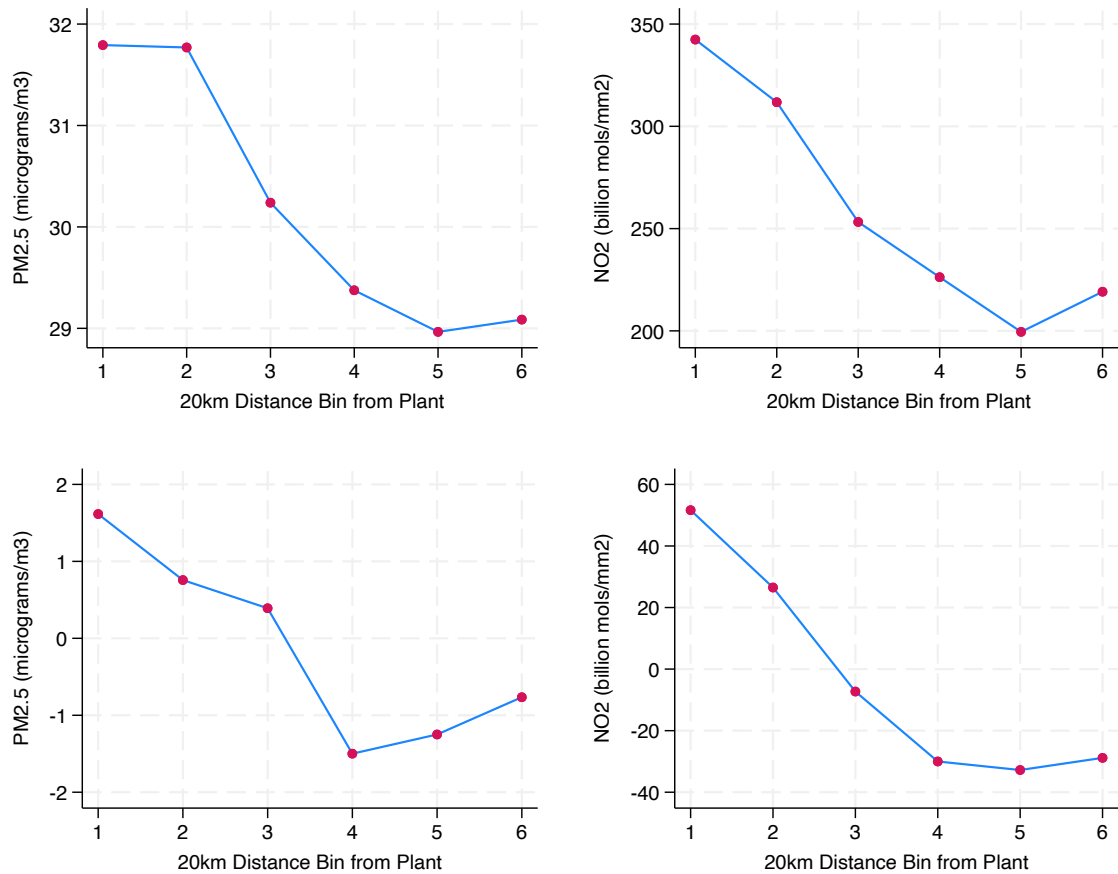 PM2.5 (micrograms/m3)
32
31
30
29
1 2 3 4 5 6
20km Distance Bin from Plant
NO2 (billion mols/mm2)
350
300
250
200
1 2 3 4 5 6
20km Distance Bin from Plant
PM2.5 (micrograms/m3)
2
1
0
-1
-2
1 2 3 4 5 6
20km Distance Bin from Plant
NO2 (billion mols/mm2)
60
40
20
0
-20
-40
1 2 3 4 5 6
20km Distance Bin from Plant